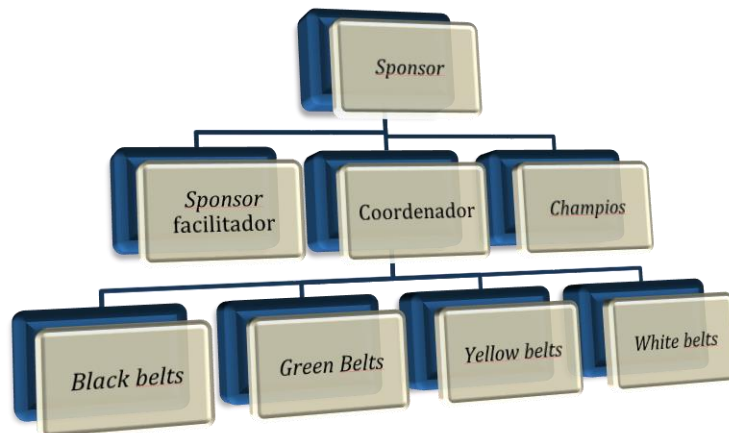 Sponsor
Sponsor
facilitador
Coordenador
Champios
Black belts
Green Belts
Yellow belts
White belts